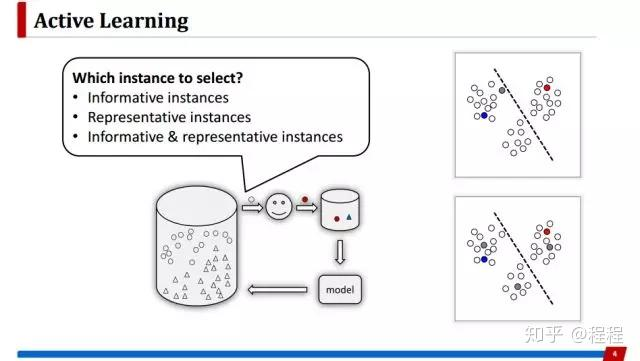 Active Learning
Which instance to select?
• Informative instances
• Representative instances
• Informative & representative instances
model
知乎 @程程
4